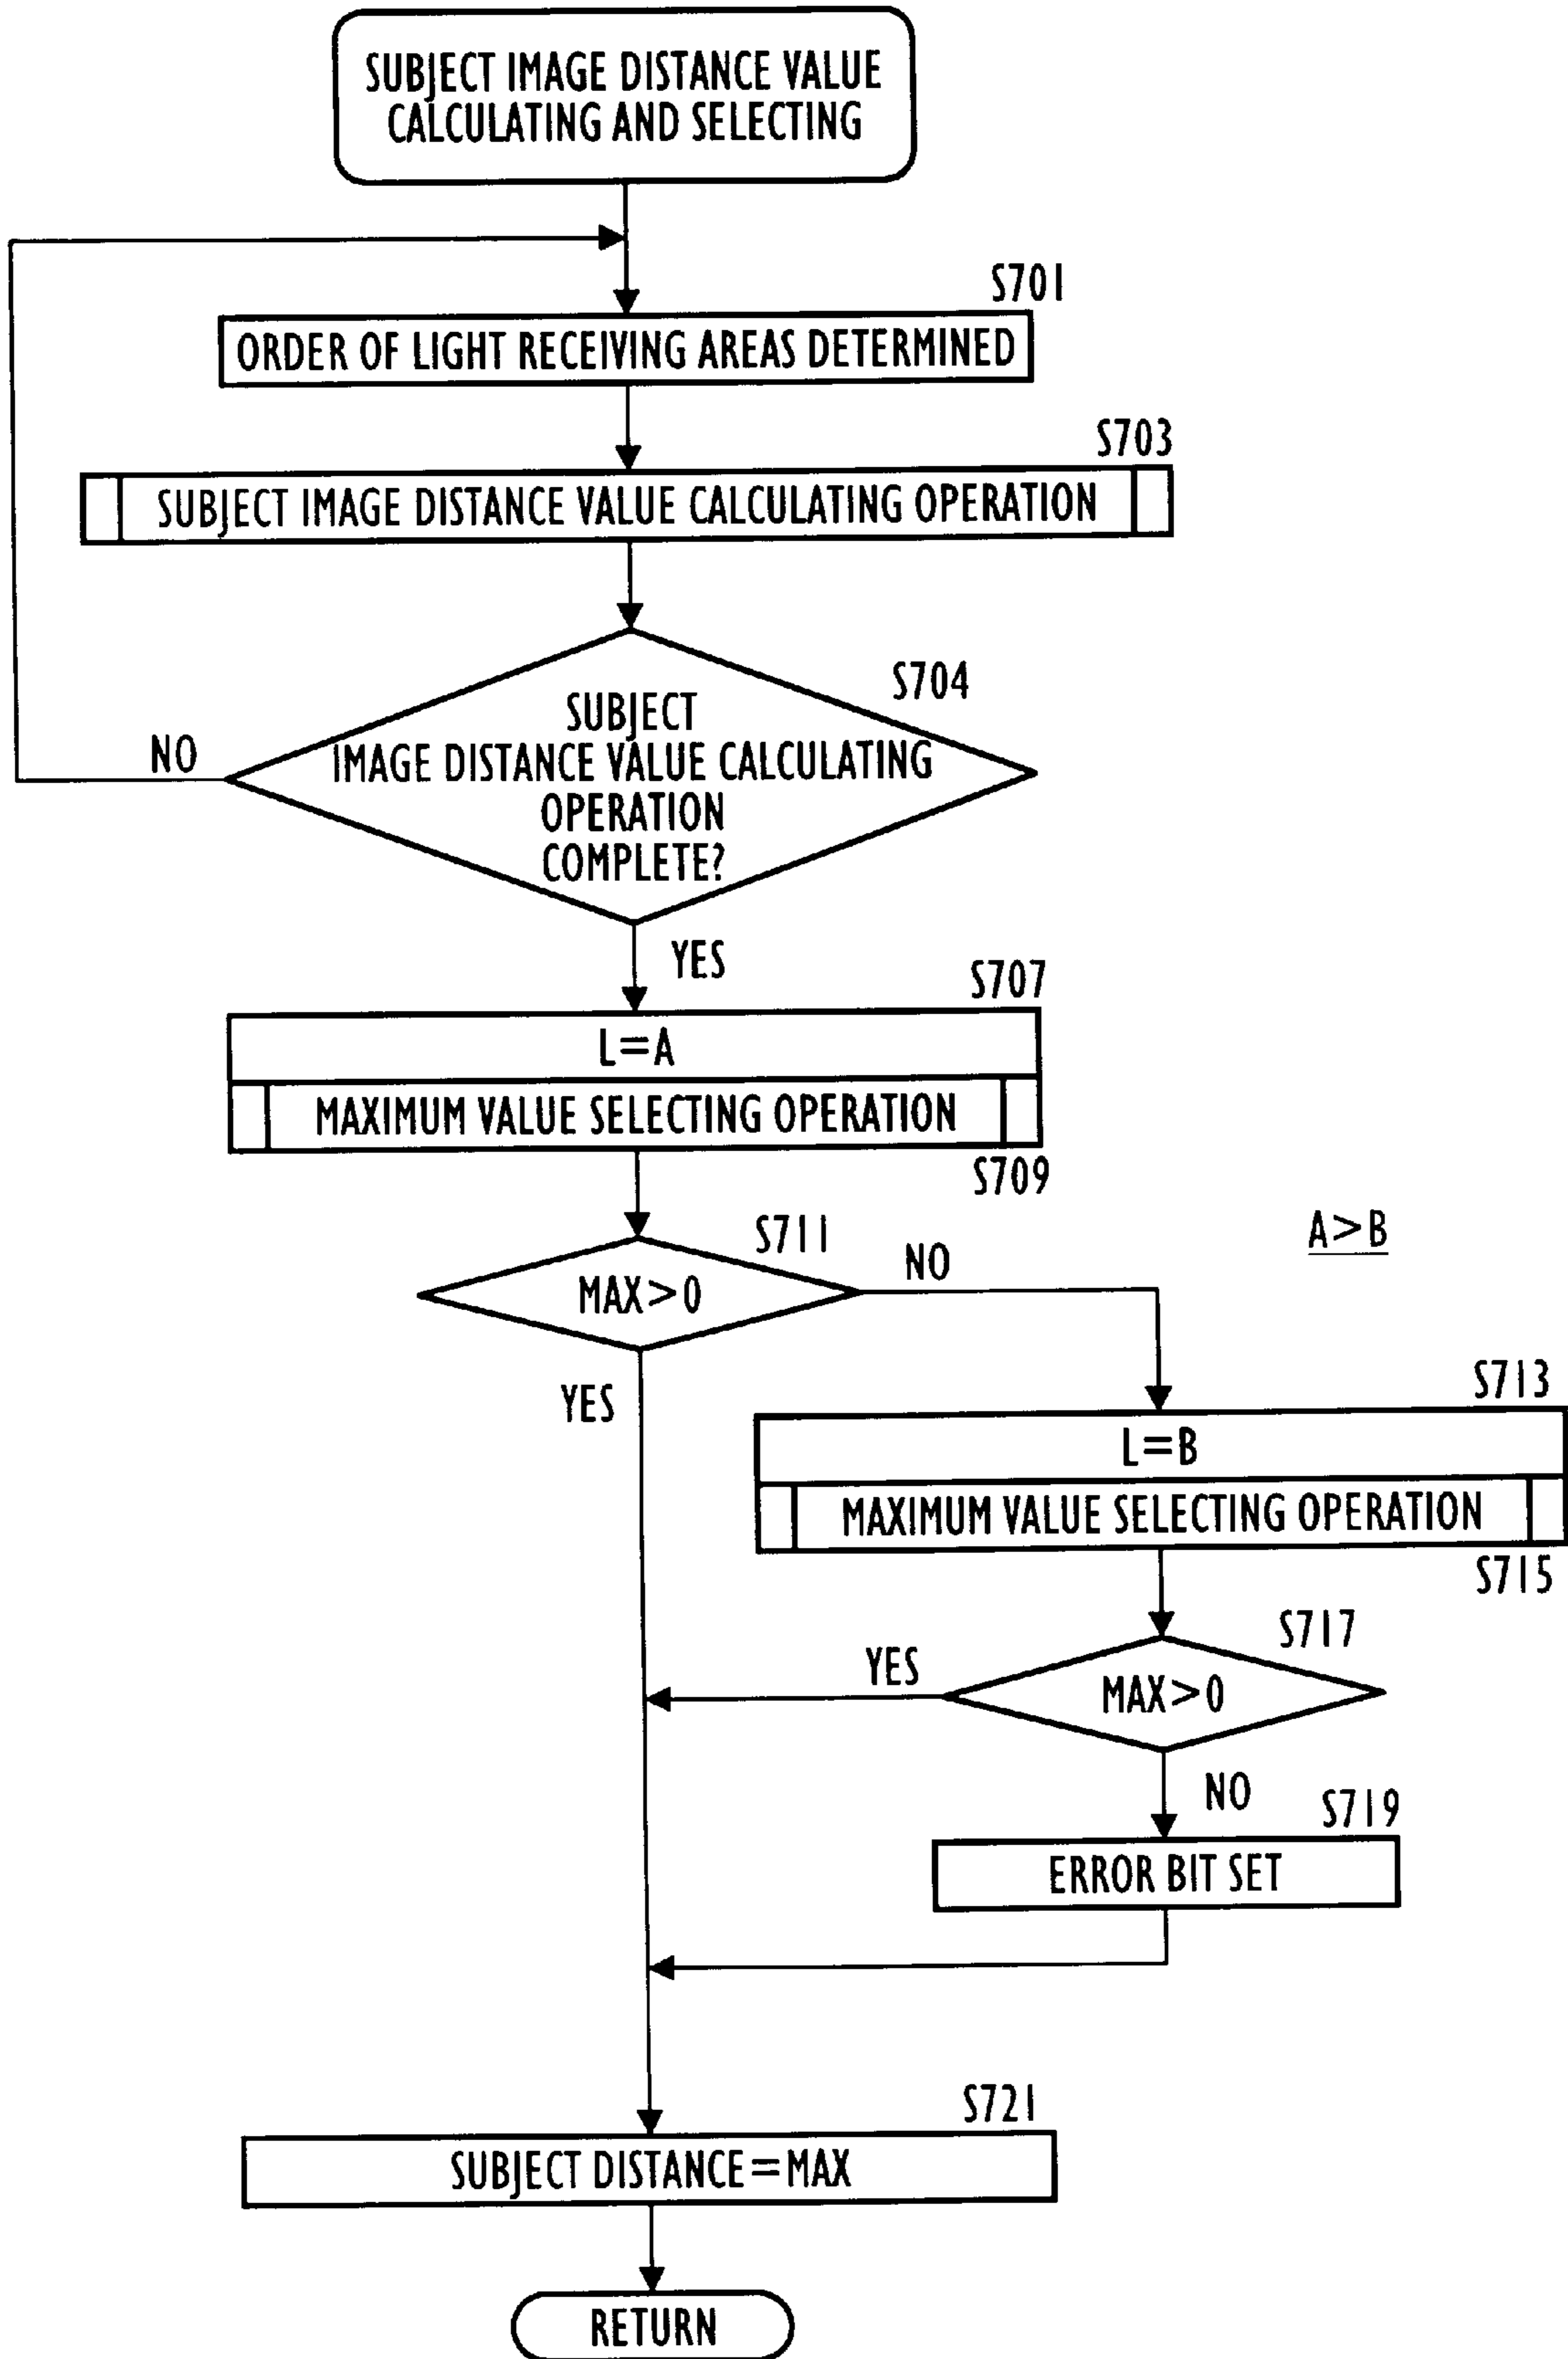 SUBJECT IMAGE DISTANCE VALUE
CALCULATING AND SELECTING
S701
ORDER OF LIGHT RECEIVING AREAS DETERMINED
S703
SUBJECT IMAGE DISTANCE VALUE CALCULATING OPERATION
S704
SUBJECT
IMAGE DISTANCE VALUE CALCULATING
OPERATION
COMPLETE?
NO
YES
S707
L=A
MAXIMUM VALUE SELECTING OPERATION
S709
S711
MAX>0
NO
A>B
YES
S713
L=B
MAXIMUM VALUE SELECTING OPERATION
S715
S717
YES
MAX>0
NO
S719
ERROR BIT SET
S721
SUBJECT DISTANCE=MAX
RETURN